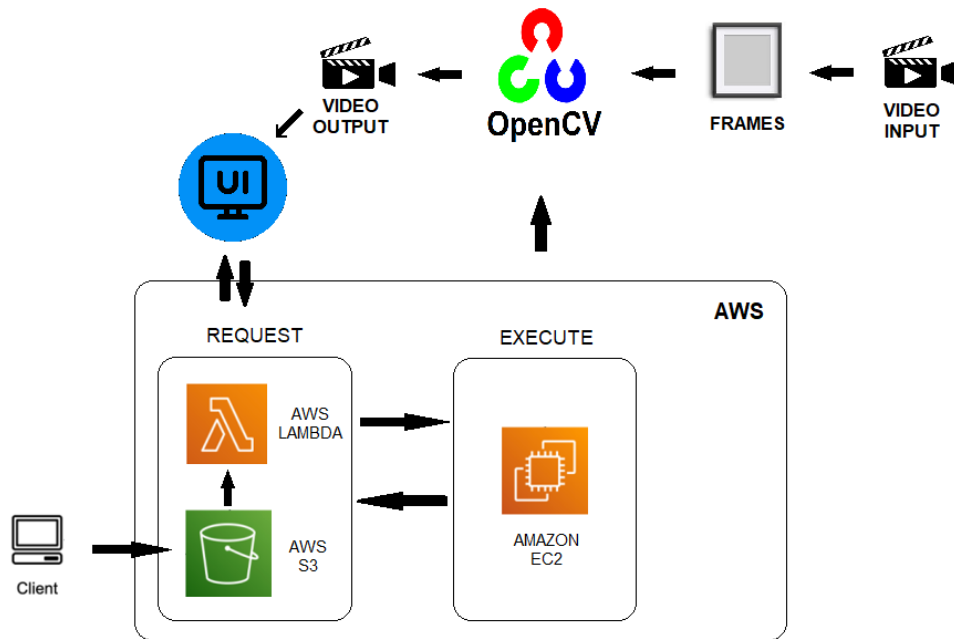 VIDEO
OUTPUT
OpenCV
FRAMES
VIDEO
INPUT
UI
AWS
REQUEST
EXECUTE
AWS
LAMBDA
AMAZON
EC2
AWS
S3
Client